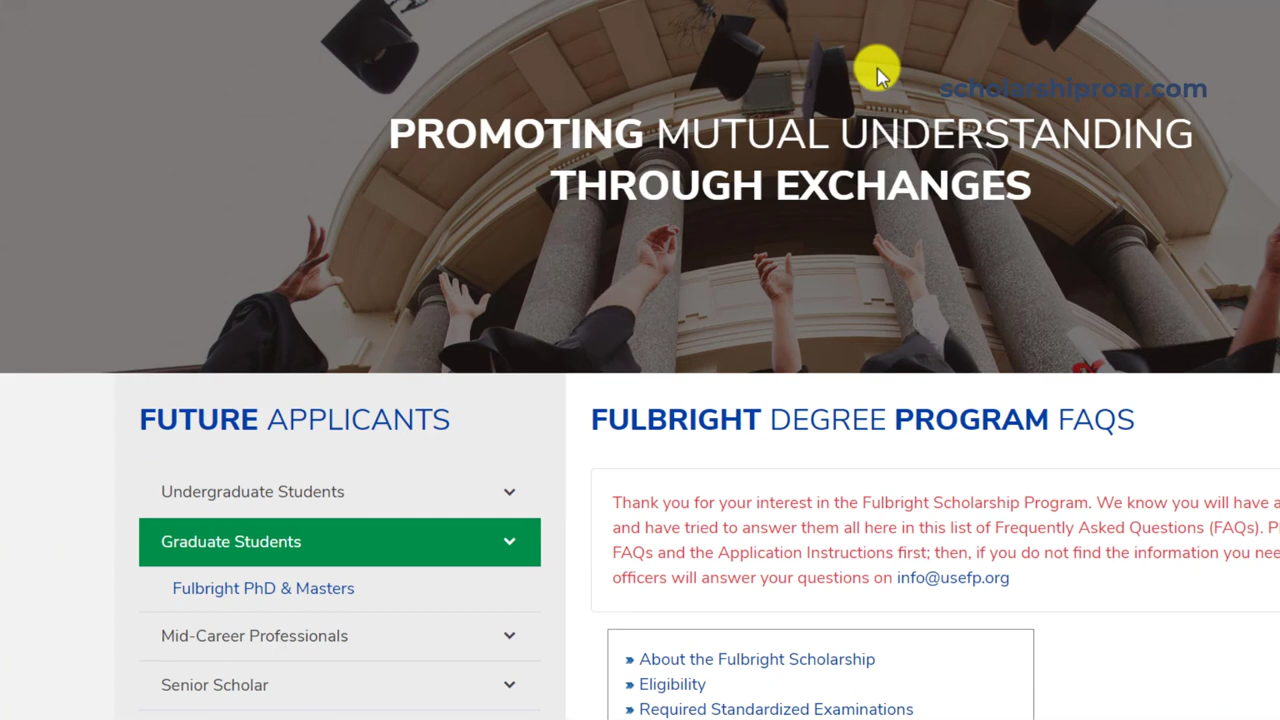 scholarshiproar.com
PROMOTING MUTUAL UNDERSTANDING
THROUGH EXCHANGES
FUTURE APPLICANTS
Undergraduate Students
Graduate Students
Fulbright PhD & Masters
Mid-Career Professionals
Senior Scholar
FULBRIGHT DEGREE PROGRAM FAQS
Thank you for your interest in the Fulbright Scholarship Program. We know you will have a
and have tried to answer them all here in this list of Frequently Asked Questions (FAQs). Pl
FAQs and the Application Instructions first; then, if you do not find the information you nee
officers will answer your questions on info@usefp.org
» About the Fulbright Scholarship
» Eligibility
» Required Standardized Examinations